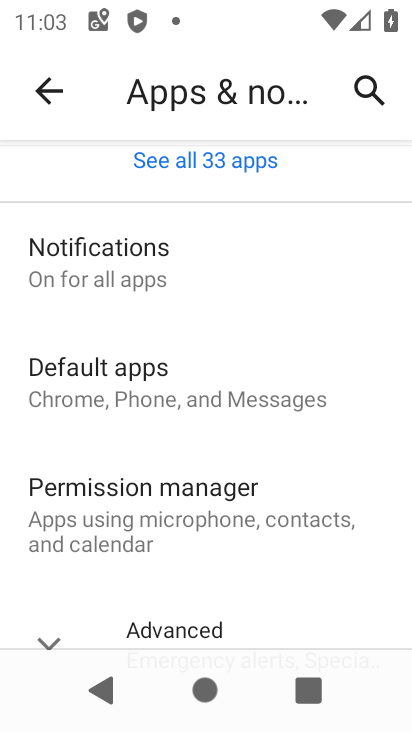 11:03
Apps & no...
See all 33 apps
Notifications
On for all apps
Default apps
Chrome, Phone, and Messages
Permission manager
Apps using microphone, contacts,
and calendar
Advanced
Emergency alerts, Specia...